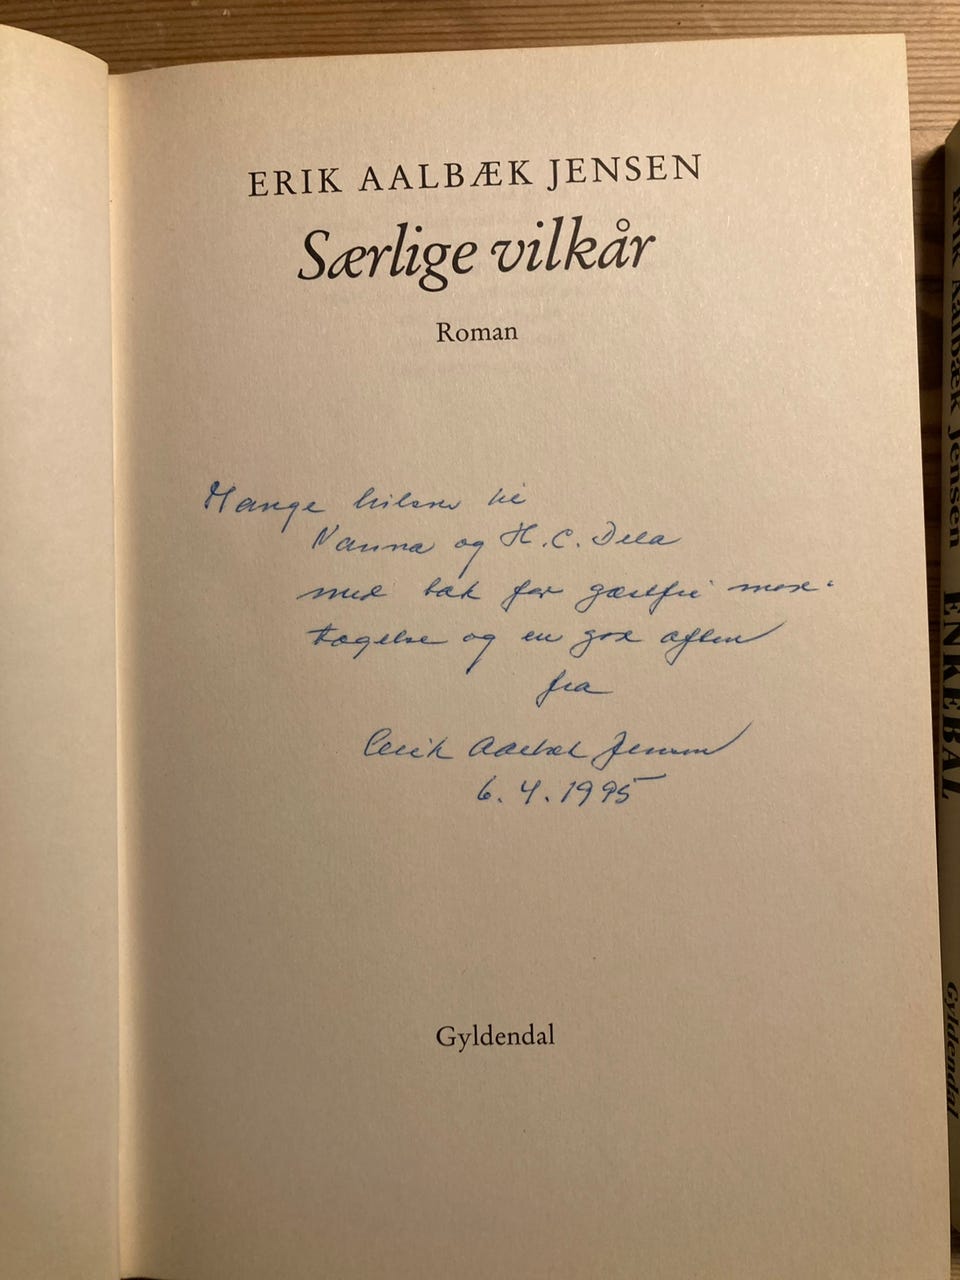 ERIK AALBÆK JENSEN
Særlige vilkår
Roman
Mange hilsner til
Nanna og H.C. Dela
med tak for gæstfri mod-
tagelse og en god aften
fra
Erik Aalbæk Jensen
6.4.1995
Gyldendal
ERIK AALBÆK JENSEN ENKEBAL
Gyldendal